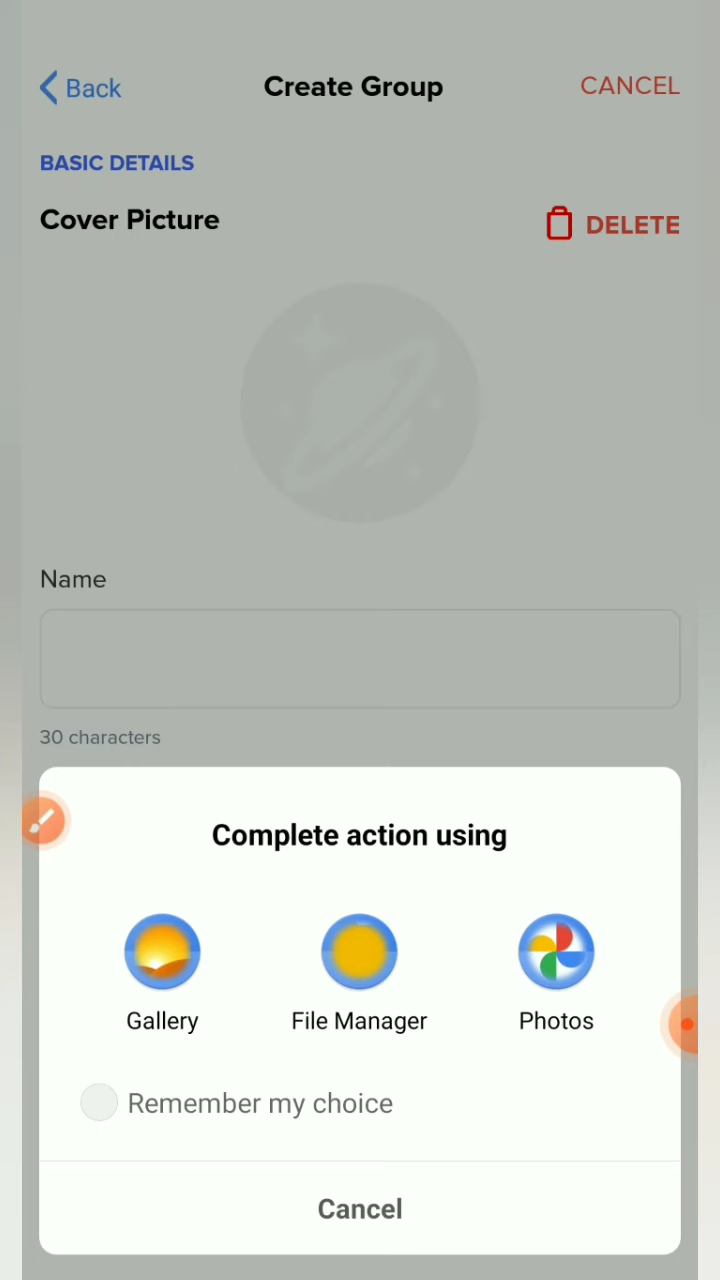 Back Create Group CANCEL
BASIC DETAILS
Cover Picture DELETE
Name
30 characters
Complete action using
Gallery File Manager Photos
Remember my choice
Cancel